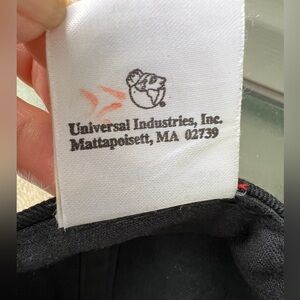 Universal Industries, Inc.
Mattapoisett, MA 02739